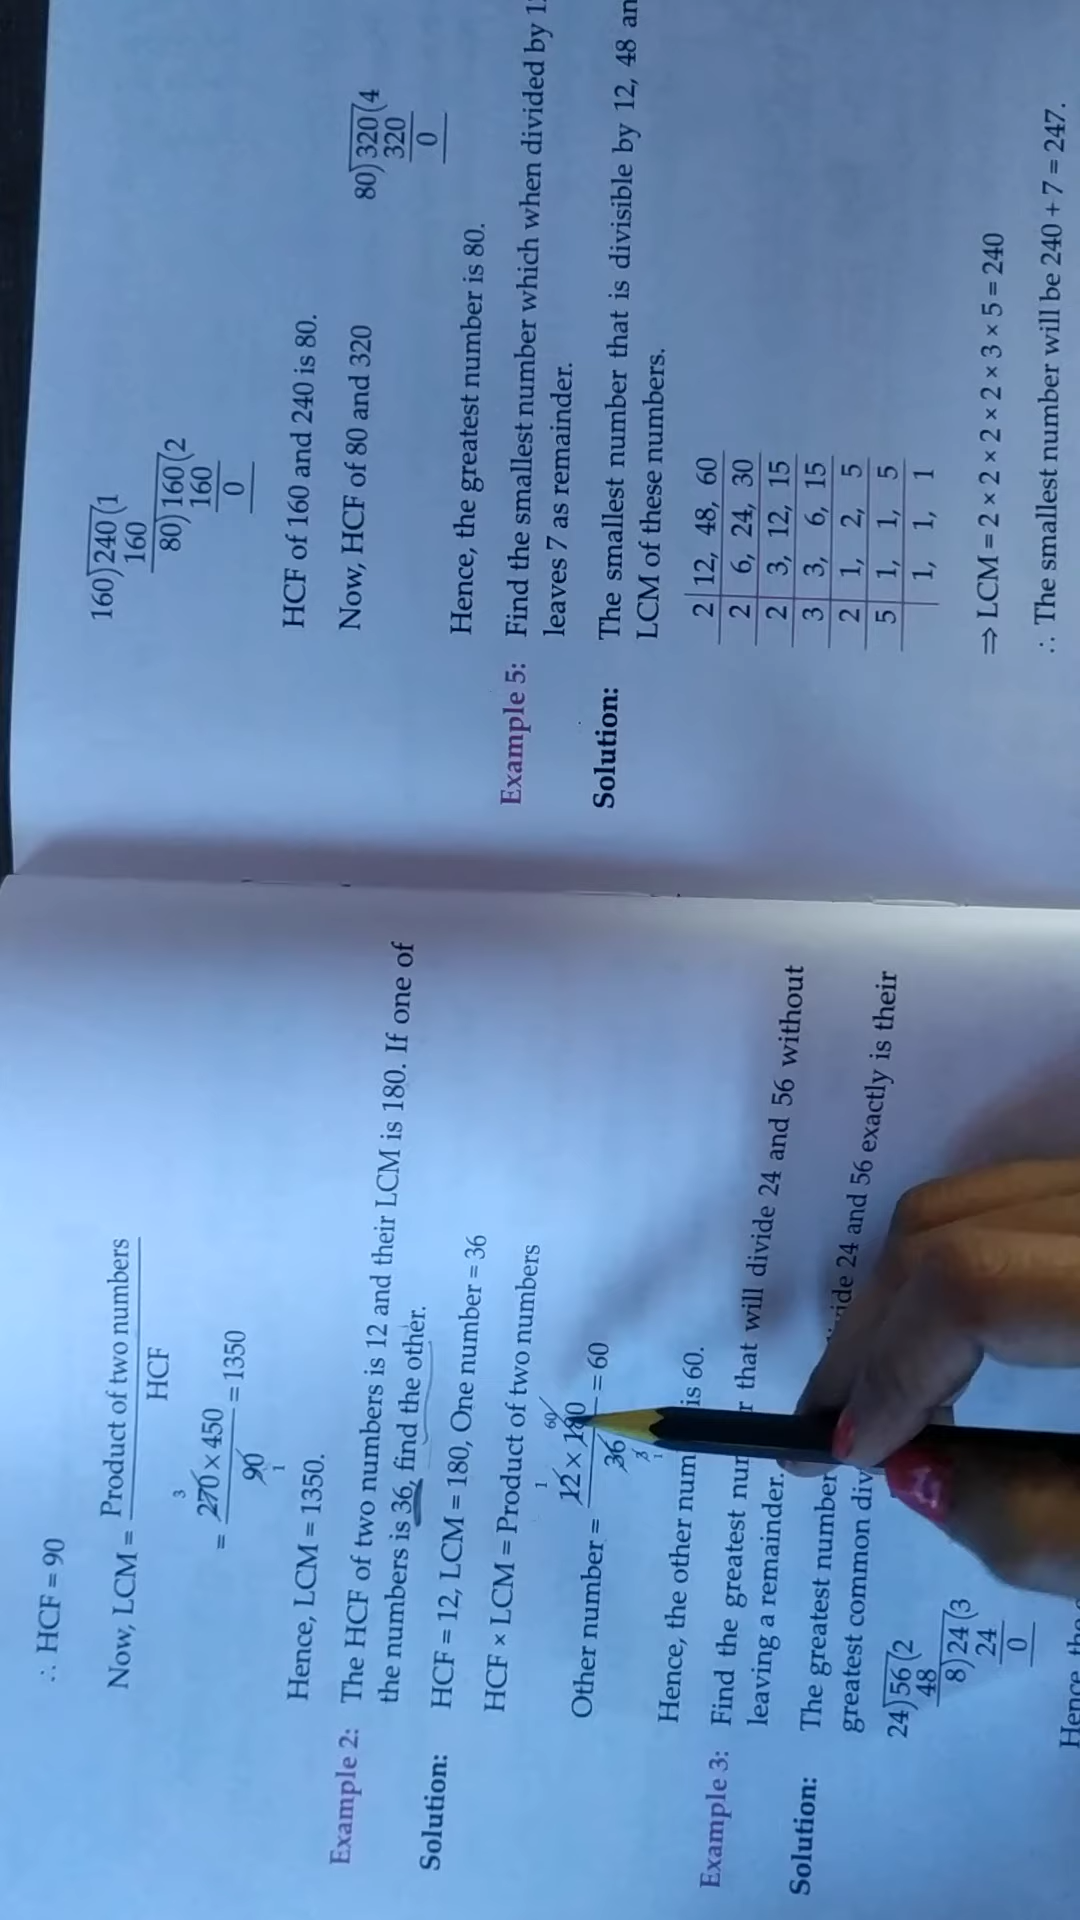 ∴ HCF = 90
Now, LCM = Product of two numbers
HCF
3
= 270 × 450 = 1350
90
1
Hence, LCM = 1350.
Example 2: The HCF of two numbers is 12 and their LCM is 180. If one of
the numbers is 36, find the other.
Solution: HCF = 12, LCM = 180, One number = 36
HCF × LCM = Product of two numbers
1 60
Other number = 12 × 180 = 60
36
3
1
Hence, the other num is 60.
Example 3: Find the greatest that will divide 24 and 56 without
leaving a remainder.
Solution: The greatest number 24 and 56 exactly is their
greatest common
24)56(2
48
8)24(3
24
0
Hence
160)240(1
160
80)160(2
160
0
HCF of 160 and 240 is 80.
Now, HCF of 80 and 320
80)320(4
320
0
Hence, the greatest number is 80.
Example 5: Find the smallest number which when divided by
leaves 7 as remainder.
Solution: The smallest number that is divisible by 12, 48
LCM of these numbers.
2 12, 48, 60
2 6, 24, 30
2 3, 12, 15
3 3, 6, 15
2 1, 2, 5
5 1, 1, 5
1, 1, 1
⇒ LCM = 2 × 2 × 2 × 2 × 3 × 5 = 240
∴ The smallest number will be 240 + 7 = 247.